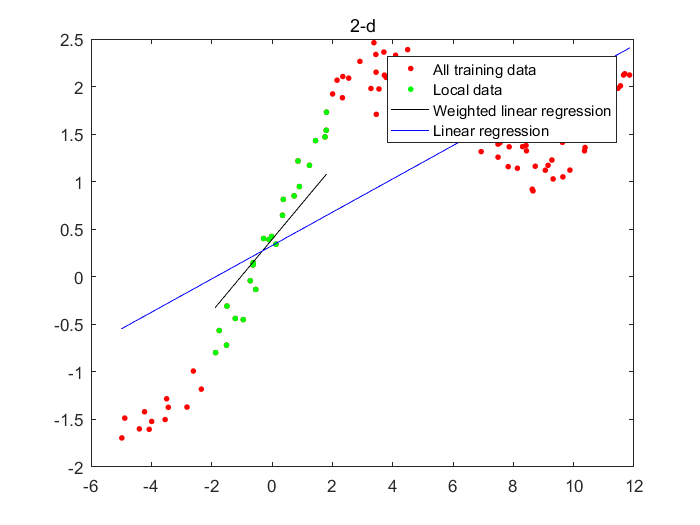 2-d
2.5
2
1.5
1
0.5
0
-0.5
-1
-1.5
-2
-6 -4 -2 0 2 4 6 8 10 12
All training data
Local data
Weighted linear regression
Linear regression